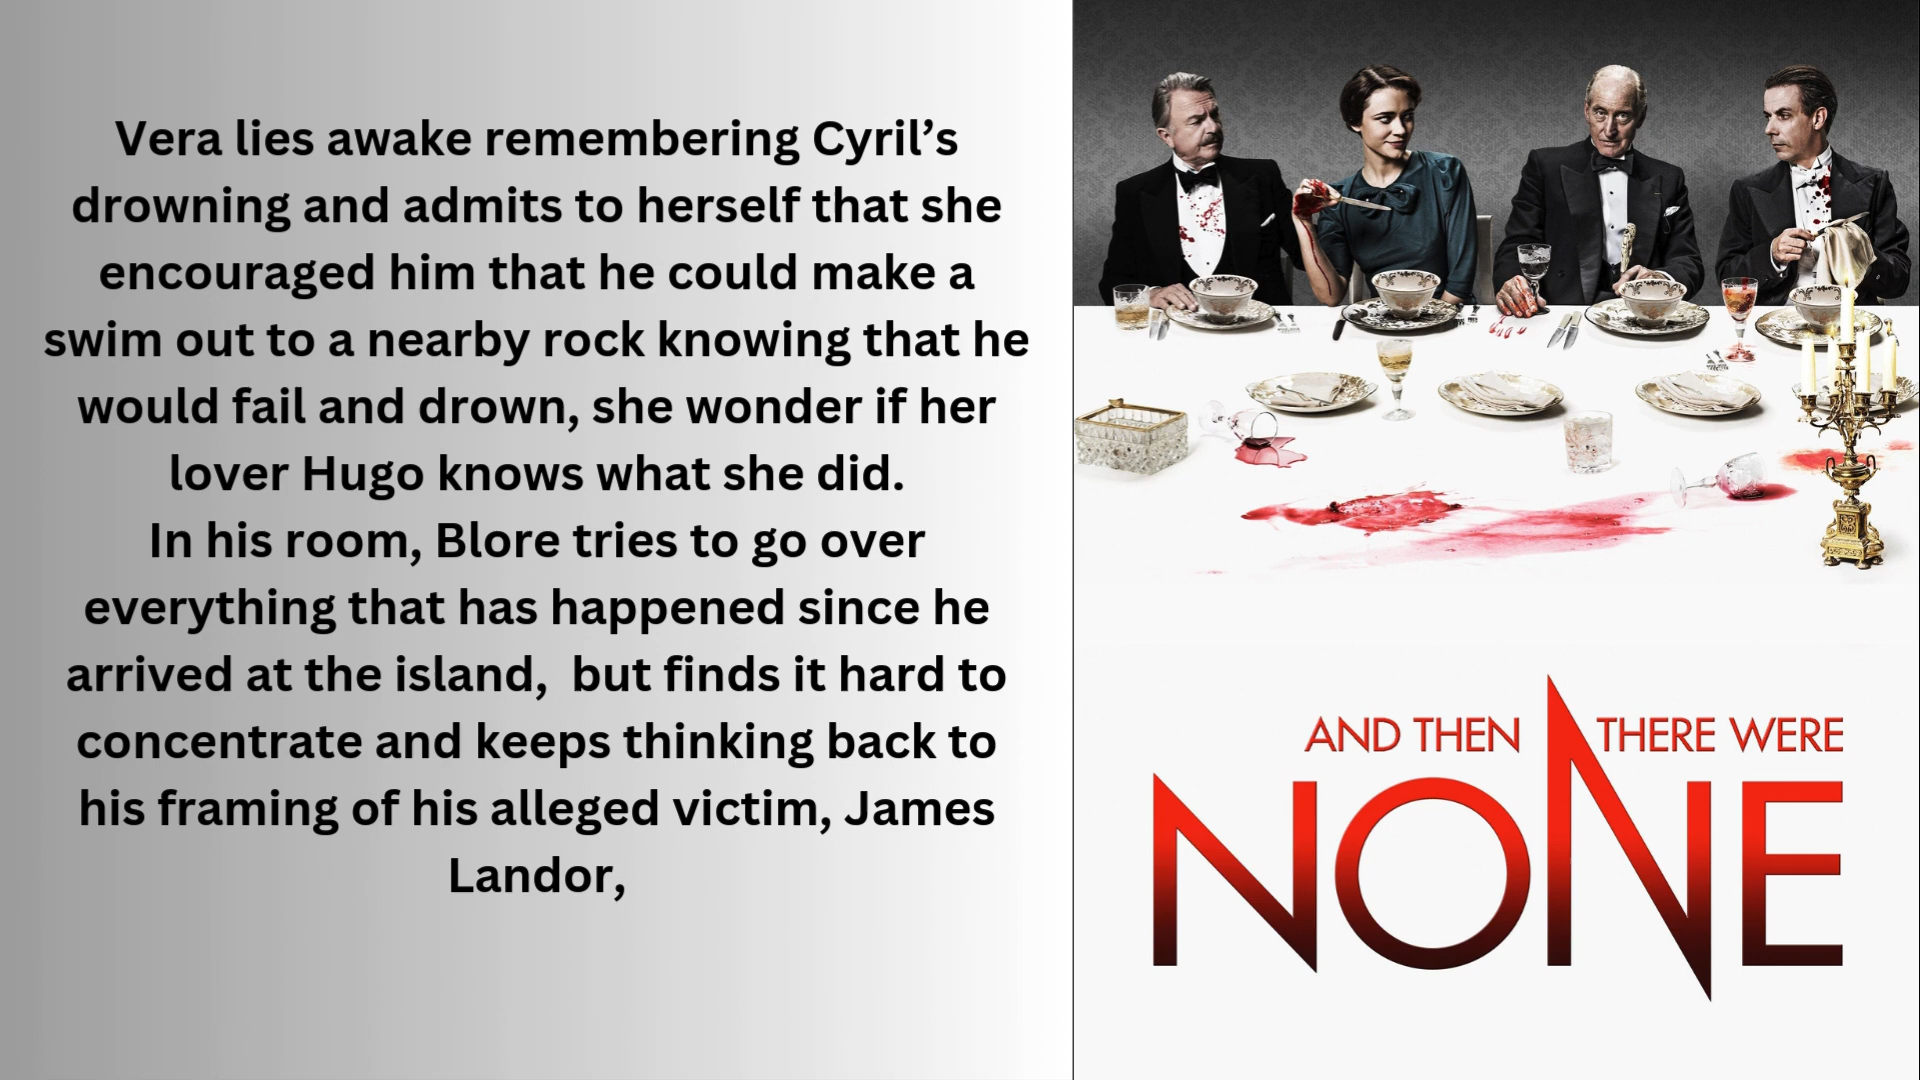 Vera lies awake remembering Cyril’s
drowning and admits to herself that she
encouraged him that he could make a
swim out to a nearby rock knowing that he
would fail and drown, she wonder if her
lover Hugo knows what she did.
In his room, Blore tries to go over
everything that has happened since he
arrived at the island,  but finds it hard to
concentrate and keeps thinking back to
his framing of his alleged victim, James
Landor,
AND THEN THERE WERE
NONE